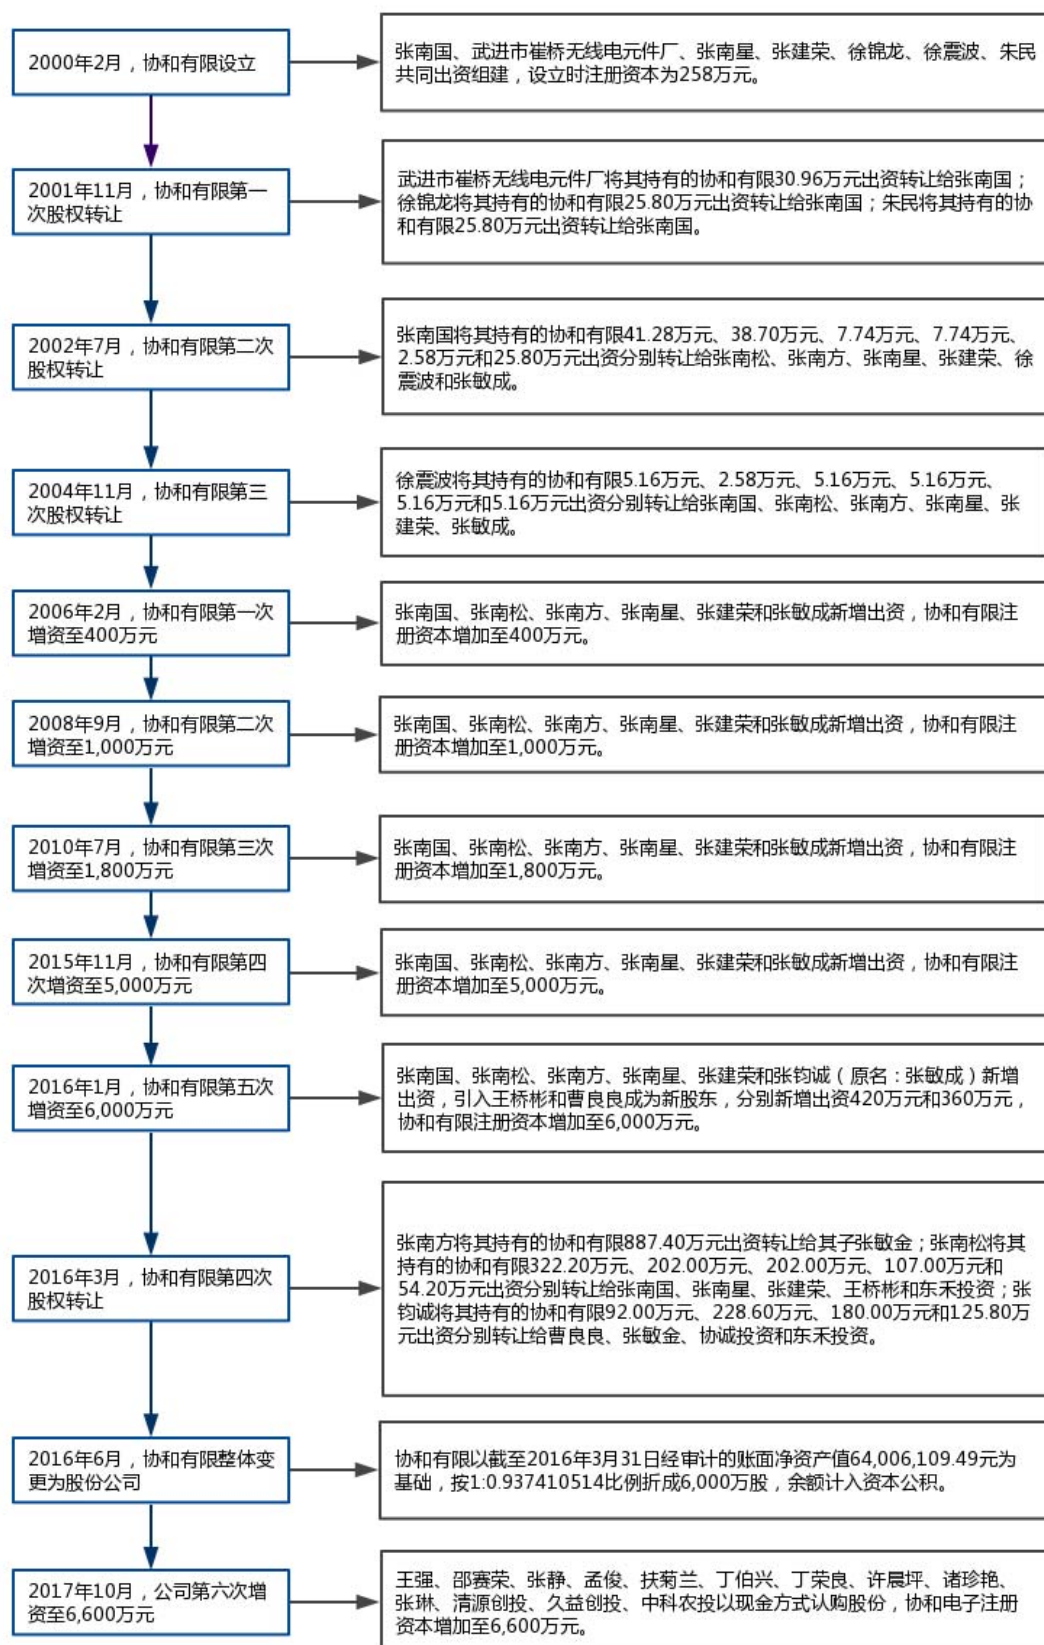 2000年2月，协和有限设立
张南国、武进市崔桥无线电元件厂、张南星、张建荣、徐锦龙、徐震波、朱民
共同出资组建，设立时注册资本为258万元。
2001年11月，协和有限第一
次股权转让
武进市崔桥无线电元件厂将其持有的协和有限30.96万元出资转让给张南国；
徐锦龙将其持有的协和有限25.80万元出资转让给张南国；朱民将其持有的协
和有限25.80万元出资转让给张南国。
2002年7月，协和有限第二次
股权转让
张南国将其持有的协和有限41.28万元、38.70万元、7.74万元、7.74万元、
2.58万元和25.80万元出资分别转让给张南松、张南方、张南星、张建荣、徐
震波和张敏成。
2004年11月，协和有限第三
次股权转让
徐震波将其持有的协和有限5.16万元、2.58万元、5.16万元、5.16万元、
5.16万元和5.16万元出资分别转让给张南国、张南松、张南方、张南星、张
建荣、张敏成。
2006年2月，协和有限第一次
增资至400万元
张南国、张南松、张南方、张南星、张建荣和张敏成新增出资，协和有限注
册资本增加至400万元。
2008年9月，协和有限第二次
增资至1,000万元
张南国、张南松、张南方、张南星、张建荣和张敏成新增出资，协和有限注
册资本增加至1,000万元。
2010年7月，协和有限第三次
增资至1,800万元
张南国、张南松、张南方、张南星、张建荣和张敏成新增出资，协和有限注
册资本增加至1,800万元。
2015年11月，协和有限第四
次增资至5,000万元
张南国、张南松、张南方、张南星、张建荣和张敏成新增出资，协和有限注
册资本增加至5,000万元。
2016年1月，协和有限第五次
增资至6,000万元
张南国、张南松、张南方、张南星、张建荣和张钧诚（原名：张敏成）新增
出资，引入王桥彬和曹良良成为新股东，分别新增出资420万元和360万元，
协和有限注册资本增加至6,000万元。
2016年3月，协和有限第四次
股权转让
张南方将其持有的协和有限887.40万元出资转让给其子张敏金；张南松将其
持有的协和有限322.20万元、202.00万元、202.00万元、107.00万元和
54.20万元出资分别转让给张南国、张南星、张建荣、王桥彬和东禾投资；张
钧诚将其持有的协和有限92.00万元、228.60万元、180.00万元和125.80万
元出资分别转让给曹良良、张敏金、协诚投资和东禾投资。
2016年6月，协和有限整体变
更为股份公司
协和有限以截至2016年3月31日经审计的账面净资产值64,006,109.49元为
基础，按1:0.937410514比例折成6,000万股，余额计入资本公积。
2017年10月，公司第六次增
资至6,600万元
王强、邵赛荣、张静、孟俊、扶菊兰、丁伯兴、丁荣良、许晨坪、诸珍艳、
张琳、清源创投、久益创投、中科农投以现金方式认购股份，协和电子注册
资本增加至6,600万元。